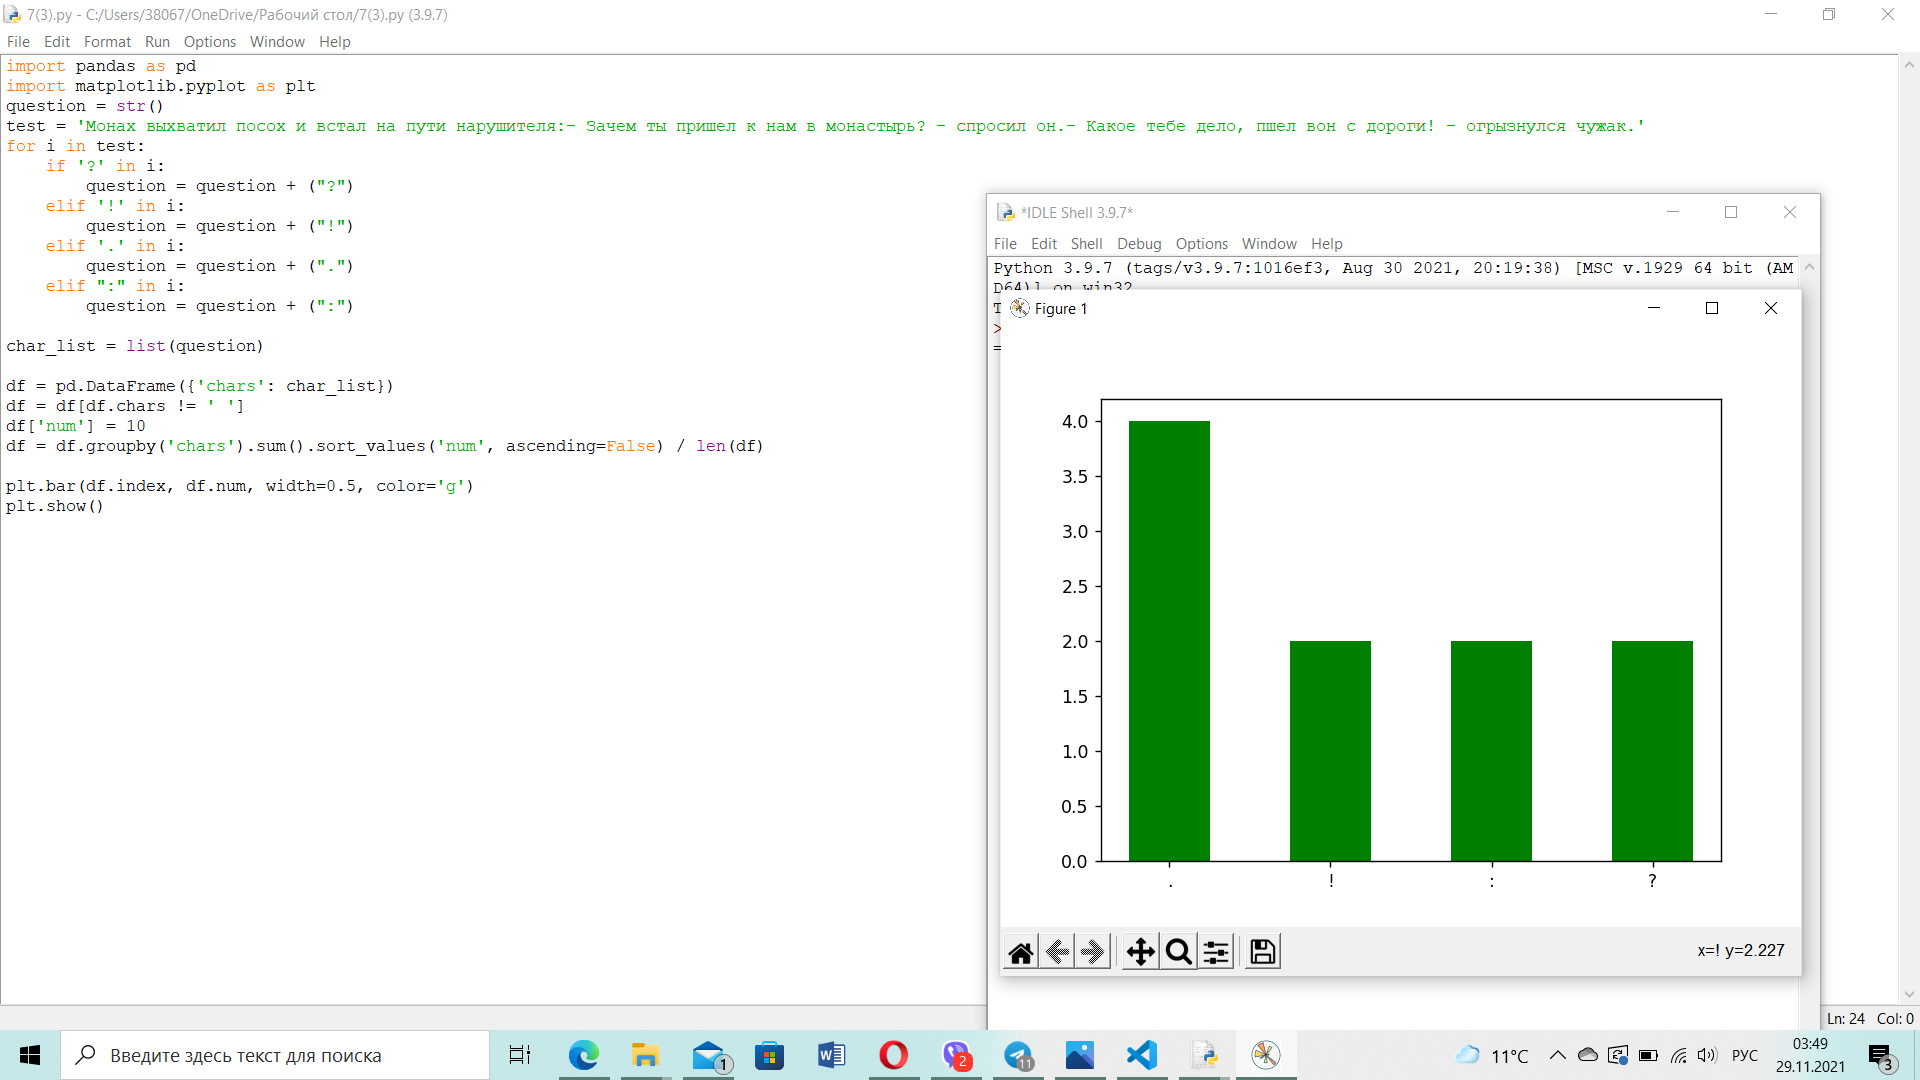 7(3).py - C:/Users/38067/OneDrive/Рабочий стол/7(3).py (3.9.7)
File Edit Format Run Options Window Help
import pandas as pd
import matplotlib.pyplot as plt
question = str()
test = 'Монах выхватил посох и встал на пути нарушителя:- Зачем ты пришел к нам в монастырь? - спросил он.- Какое тебе дело, пшел вон с дороги! - огрызнулся чужак.'
for i in test:
    if '?' in i:
        question = question + ("?")
    elif '!' in i:
        question = question + ("!")
    elif '.' in i:
        question = question + (".")
    elif ":" in i:
        question = question + (":")
char_list = list(question)
df = pd.DataFrame({'chars': char_list})
df = df[df.chars != ' ']
df['num'] = 10
df = df.groupby('chars').sum().sort_values('num', ascending=False) / len(df)
plt.bar(df.index, df.num, width=0.5, color='g')
plt.show()
*IDLE Shell 3.9.7*
File Edit Shell Debug Options Window Help
Python 3.9.7 (tags/v3.9.7:1016ef3, Aug 30 2021, 20:19:38) [MSC v.1929 64 bit (AM
D64)] on win32
T
>
=
Figure 1
4.0
3.5
3.0
2.5
2.0
1.5
1.0
0.5
0.0
. ! : ?
x=! y=2.227
Ln: 24 Col: 0
Введите здесь текст для поиска
1
2
11
11°C
РУС
03:49
29.11.2021
3